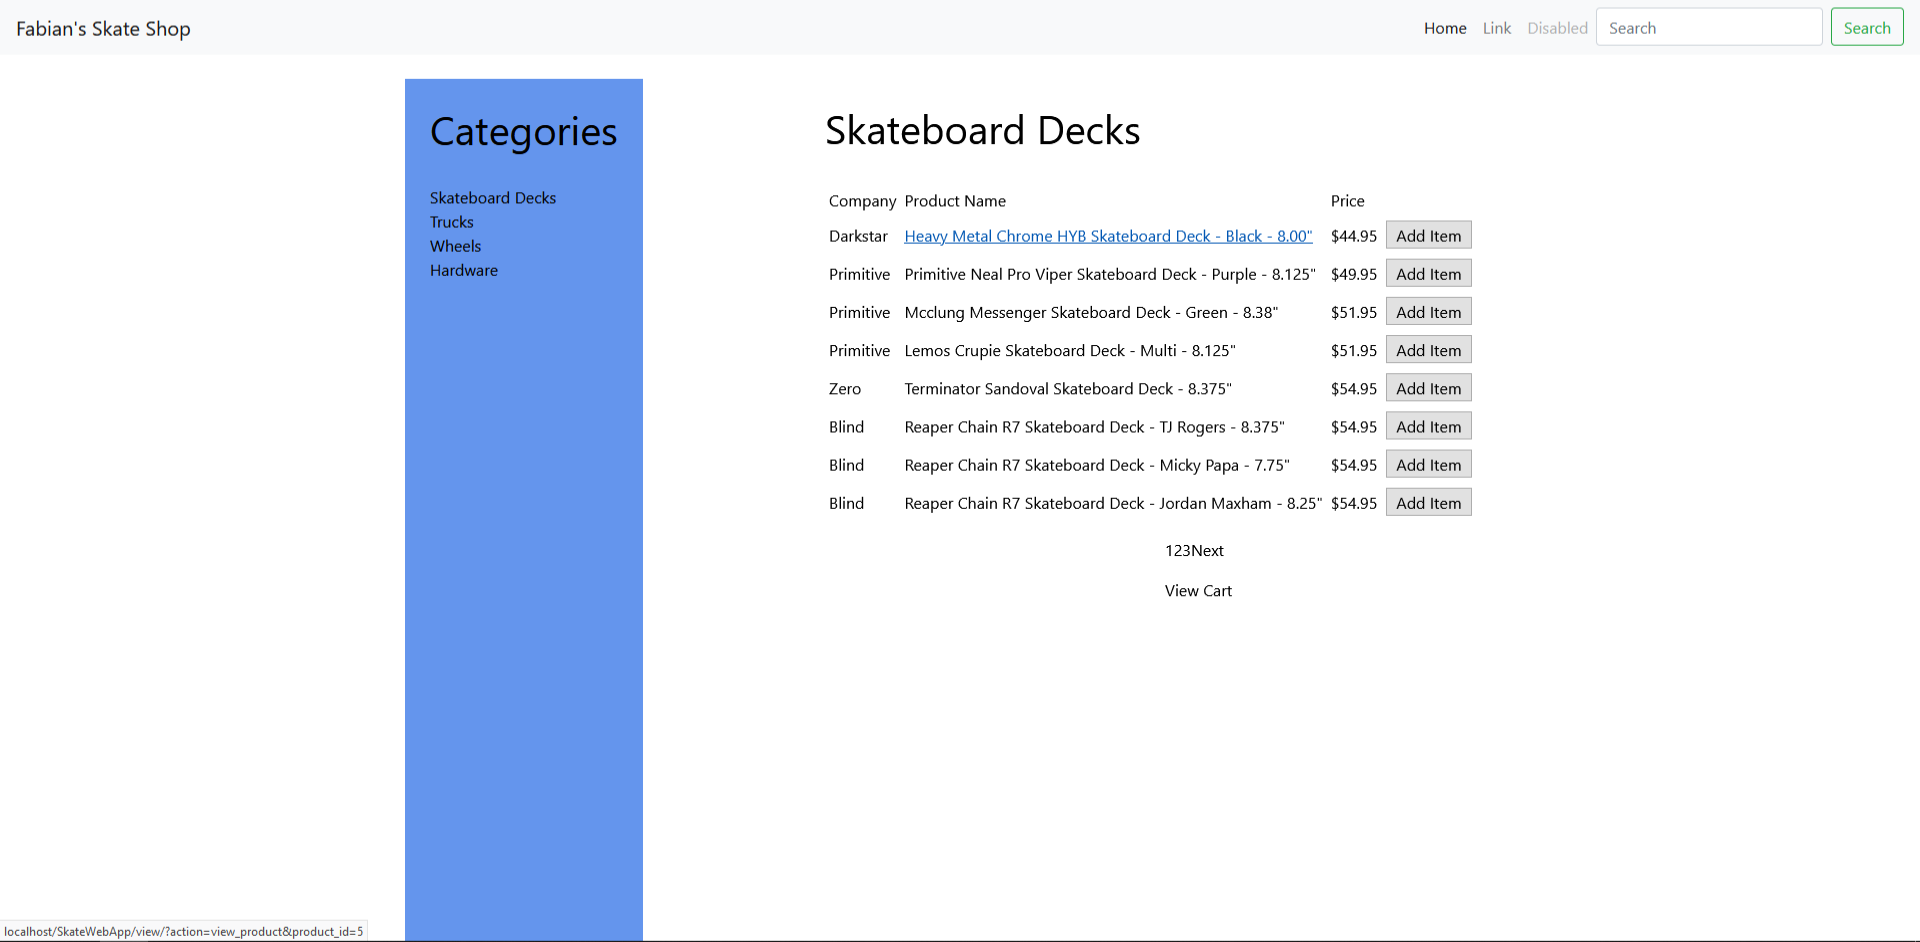 Fabian's Skate Shop
Home Link Disabled Search Search
Categories
Skateboard Decks
Trucks
Wheels
Hardware
Skateboard Decks
Company Product Name Price
Darkstar Heavy Metal Chrome HYB Skateboard Deck - Black - 8.00" $44.95 Add Item
Primitive Primitive Neal Pro Viper Skateboard Deck - Purple - 8.125" $49.95 Add Item
Primitive Mcclung Messenger Skateboard Deck - Green - 8.38" $51.95 Add Item
Primitive Lemos Crupie Skateboard Deck - Multi - 8.125" $51.95 Add Item
Zero Terminator Sandoval Skateboard Deck - 8.375" $54.95 Add Item
Blind Reaper Chain R7 Skateboard Deck - TJ Rogers - 8.375" $54.95 Add Item
Blind Reaper Chain R7 Skateboard Deck - Micky Papa - 7.75" $54.95 Add Item
Blind Reaper Chain R7 Skateboard Deck - Jordan Maxham - 8.25" $54.95 Add Item
123Next
View Cart
localhost/SkateWebApp/view/?action=view_product&product_id=5